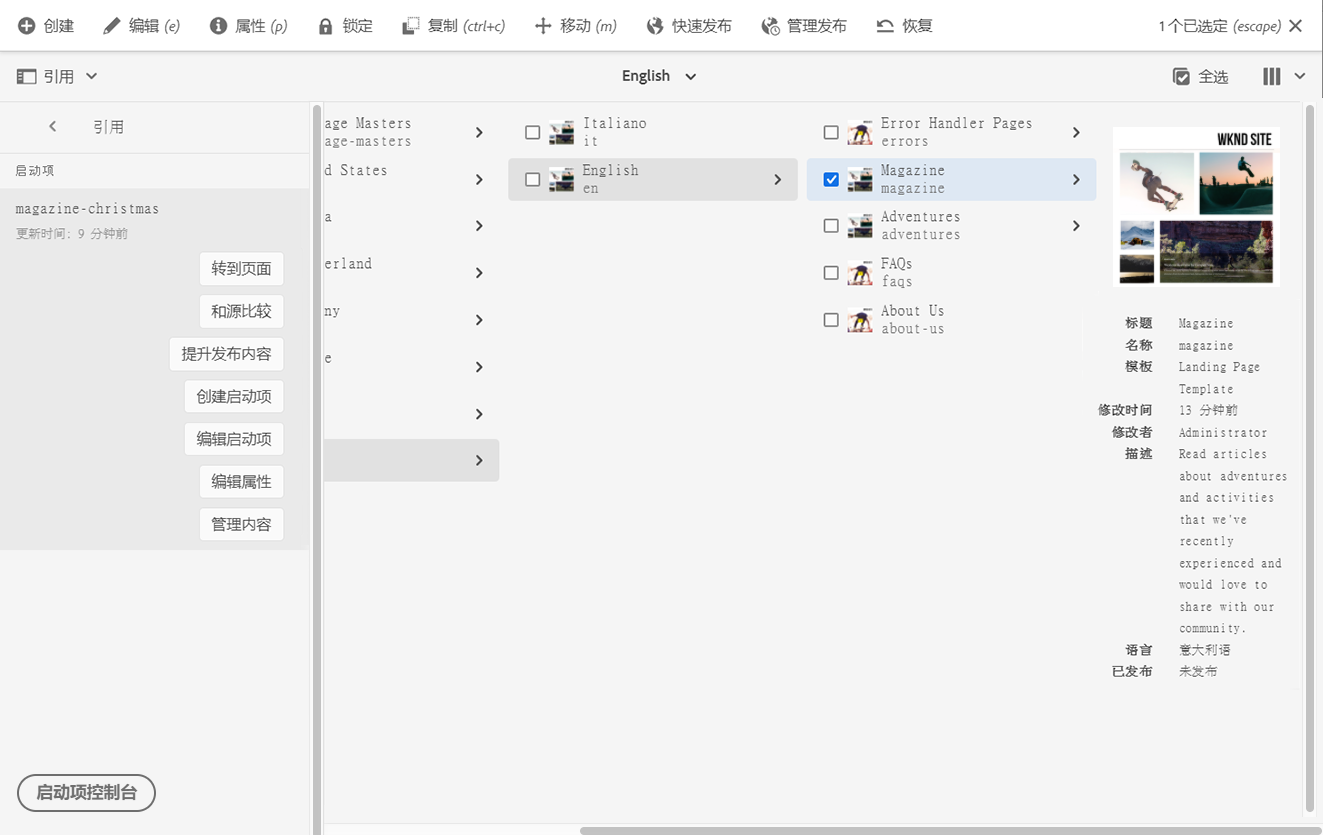 创建 编辑 (e) 属性 (p) 锁定 复制 (ctrl+c) 移动 (m) 快速发布 管理发布 恢复 1 个已选定 (escape)
引用 English 全选
引用
启动项
magazine-christmas
更新时间: 9 分钟前
转到页面
和源比较
提升发布内容
创建启动项
编辑启动项
编辑属性
管理内容
启动项控制台
age Masters
age-masters
d States
a
erland
ny
e
Italiano
it
English
en
Error Handler Pages
errors
Magazine
magazine
Adventures
adventures
FAQs
faqs
About Us
about-us
WKND SITE
标题 Magazine
名称 magazine
模板 Landing Page
Template
修改时间 13 分钟前
修改者 Administrator
描述 Read articles
about adventures
and activities
that we've
recently
experienced and
would love to
share with our
community.
语言 意大利语
已发布 未发布